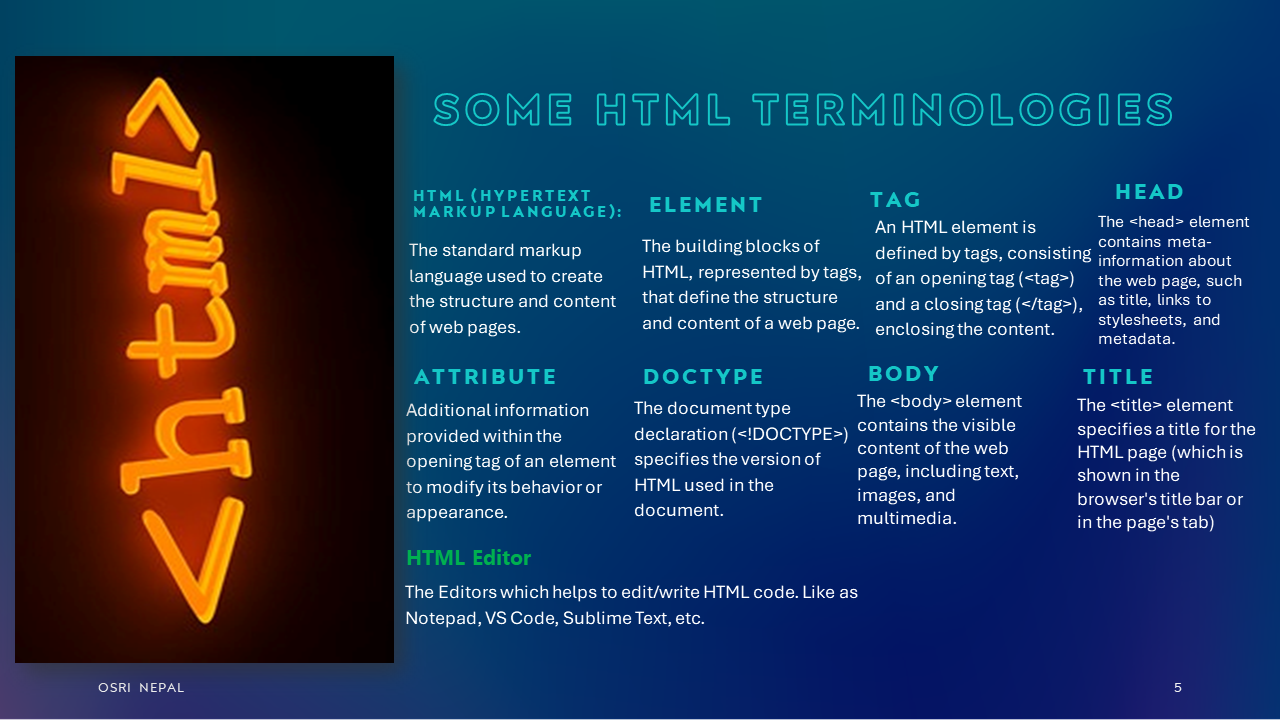 <html>
SOME HTML TERMINOLOGIES
HTML (HYPERTEXT
MARKUP LANGUAGE):
The standard markup
language used to create
the structure and content
of web pages.
ELEMENT
The building blocks of
HTML, represented by tags,
that define the structure
and content of a web page.
TAG
An HTML element is
defined by tags, consisting
of an opening tag (<tag>)
and a closing tag (</tag>),
enclosing the content.
HEAD
The <head> element
contains meta-
information about
the web page, such
as title, links to
stylesheets, and
metadata.
ATTRIBUTE
Additional information
provided within the
opening tag of an element
to modify its behavior or
appearance.
DOCTYPE
The document type
declaration (<!DOCTYPE>)
specifies the version of
HTML used in the
document.
BODY
The <body> element
contains the visible
content of the web
page, including text,
images, and
multimedia.
TITLE
The <title> element
specifies a title for the
HTML page (which is
shown in the
browser's title bar or
in the page's tab)
HTML Editor
The Editors which helps to edit/write HTML code. Like as
Notepad, VS Code, Sublime Text, etc.
OSRI NEPAL
5